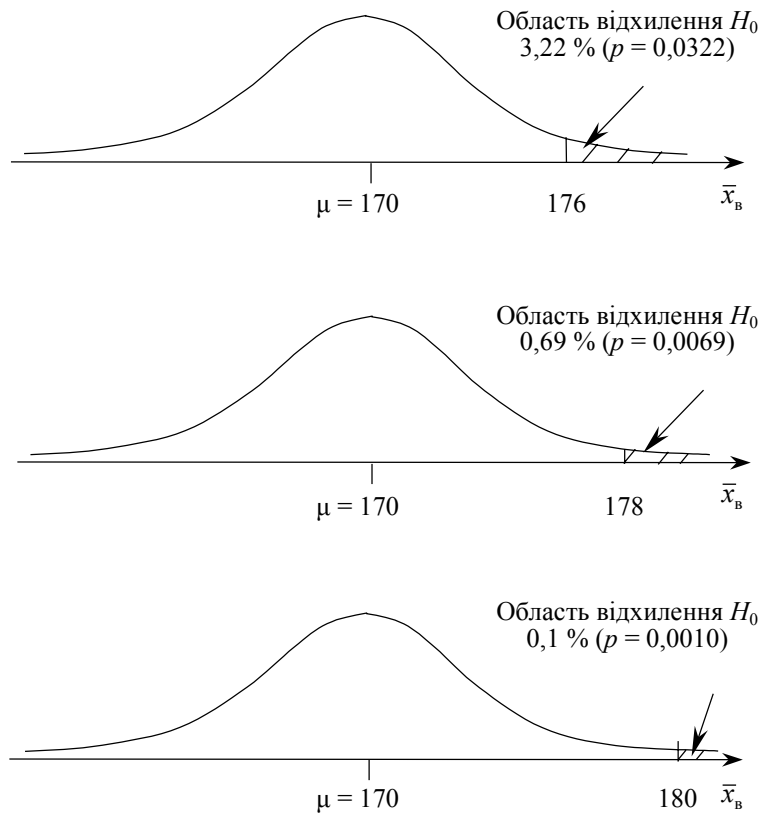 Область відхилення H₀
3,22 % (p = 0,0322)
μ = 170 176 x̅в
Область відхилення H₀
0,69 % (p = 0,0069)
μ = 170 178 x̅в
Область відхилення H₀
0,1 % (p = 0,0010)
μ = 170 180 x̅в